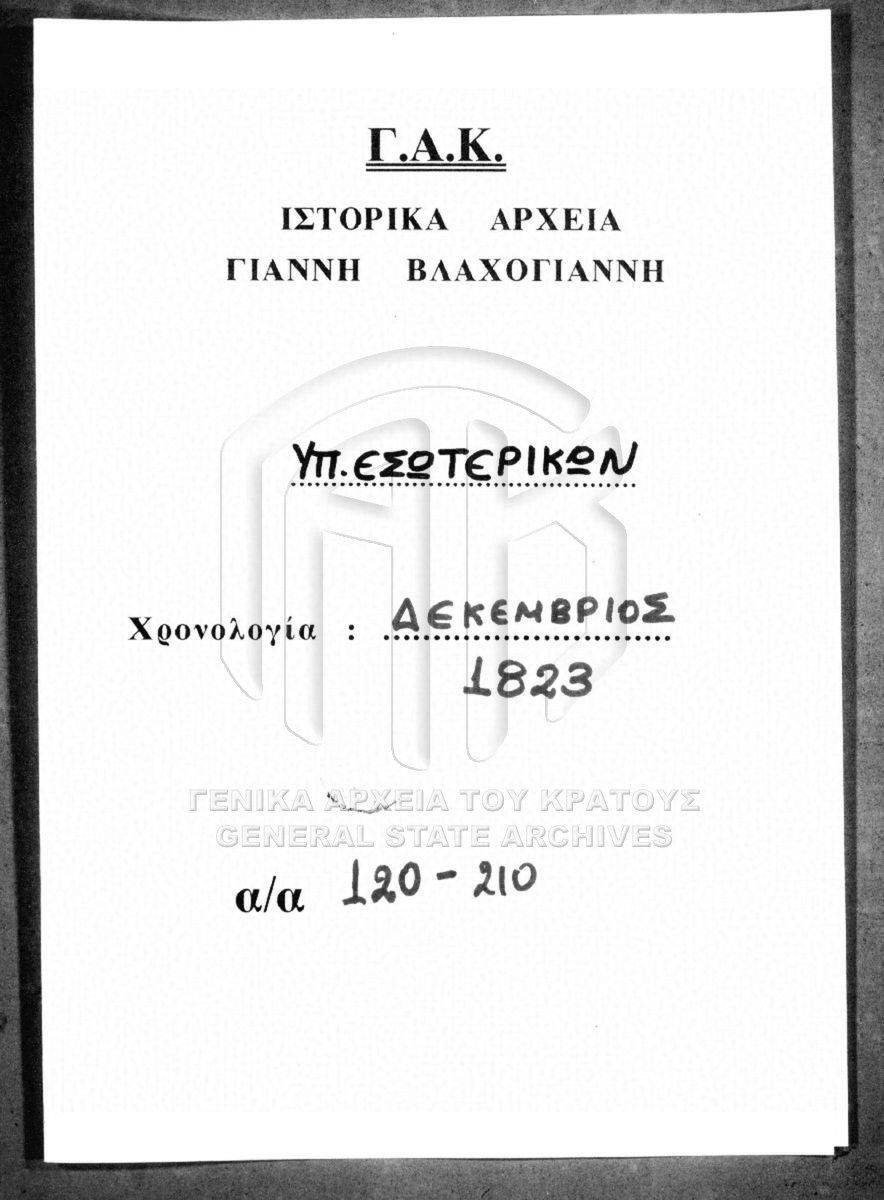 Γ.Α.Κ.
ΙΣΤΟΡΙΚΑ ΑΡΧΕΙΑ
ΓΙΑΝΝΗ ΒΛΑΧΟΓΙΑΝΝΗ
ΥΠ. ΕΣΩΤΕΡΙΚΩΝ
Χρονολογία : ΔΕΚΕΜΒΡΙΟΣ
1823
ΓΕΝΙΚΑ ΑΡΧΕΙΑ ΤΟΥ ΚΡΑΤΟΥΣ
GENERAL STATE ARCHIVES
α/α 120 - 210